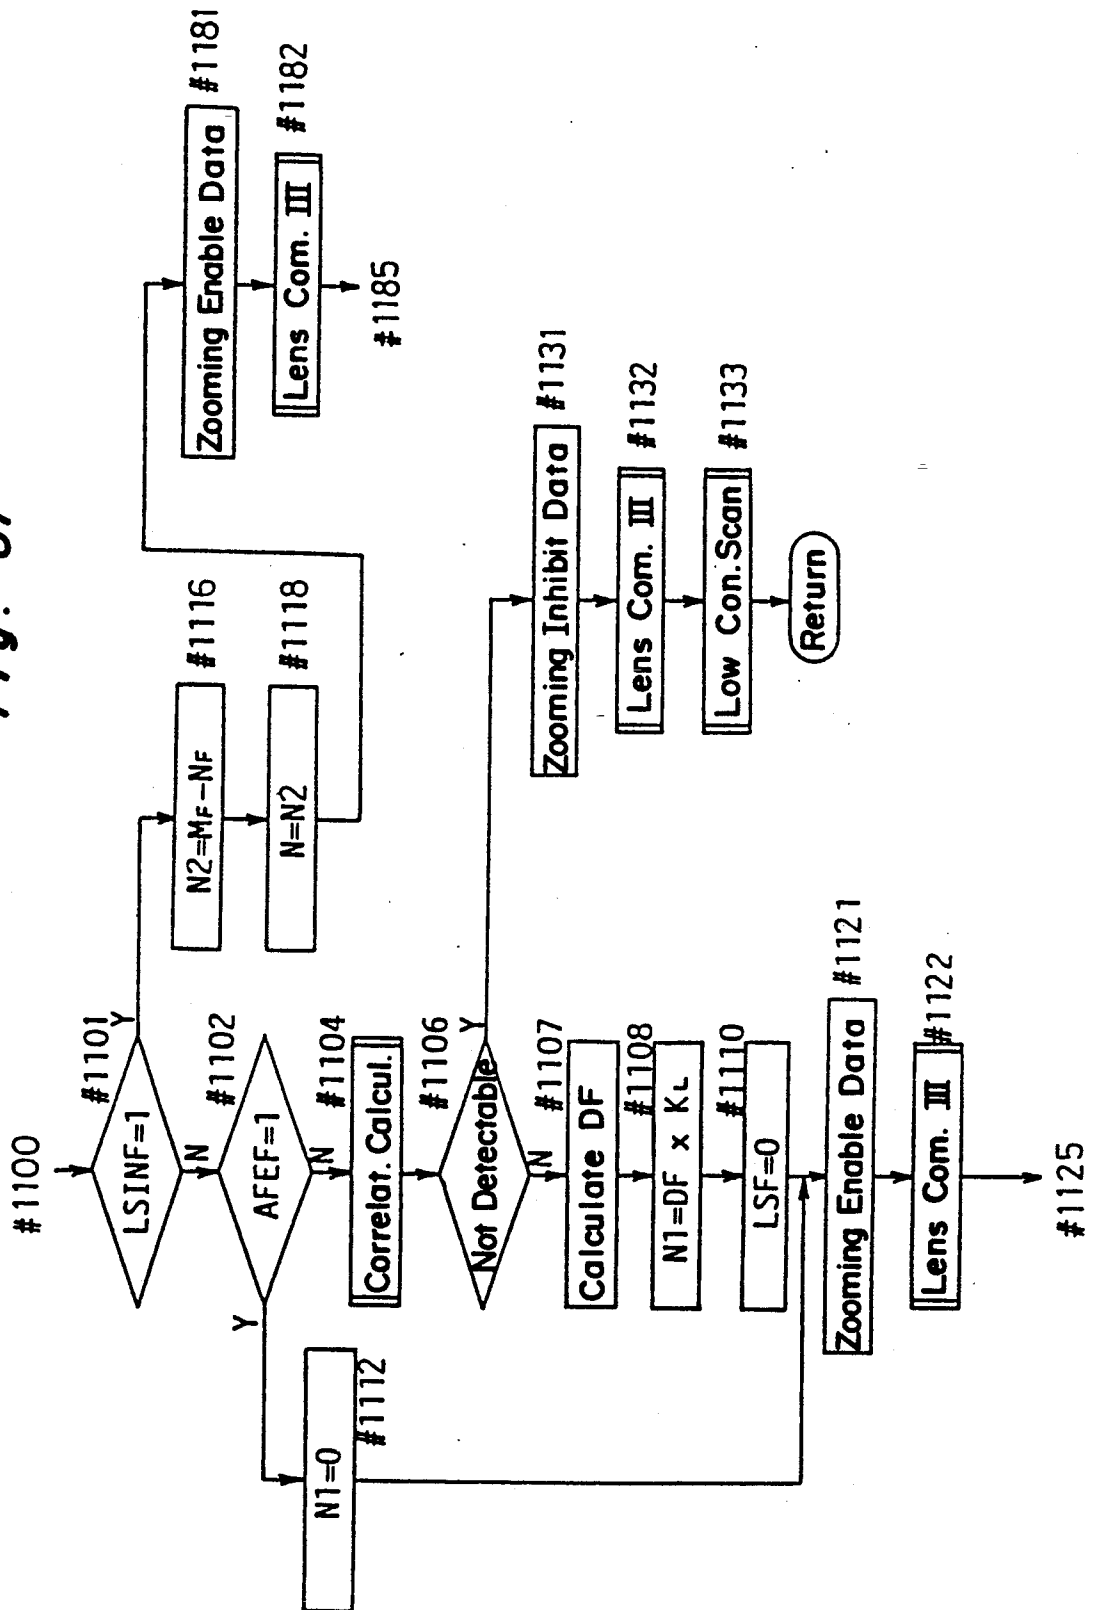 #1100
LSINF=1
#1101
Y
N
AFEF=1
#1102
Y
N
N1=0
#1112
Correlat. Calcul.
#1104
Not Detectable
#1106
Y
N
Calculate DF
#1107
N1=DF x KL
#1108
LSF=0
#1110
Zooming Enable Data
#1121
Lens Com. III
#1122
#1125
N2=MF-NF
#1116
N=N2
#1118
Zooming Enable Data
#1181
Lens Com. III
#1182
#1185
Zooming Inhibit Data
#1131
Lens Com. III
#1132
Low Con.Scan
#1133
Return